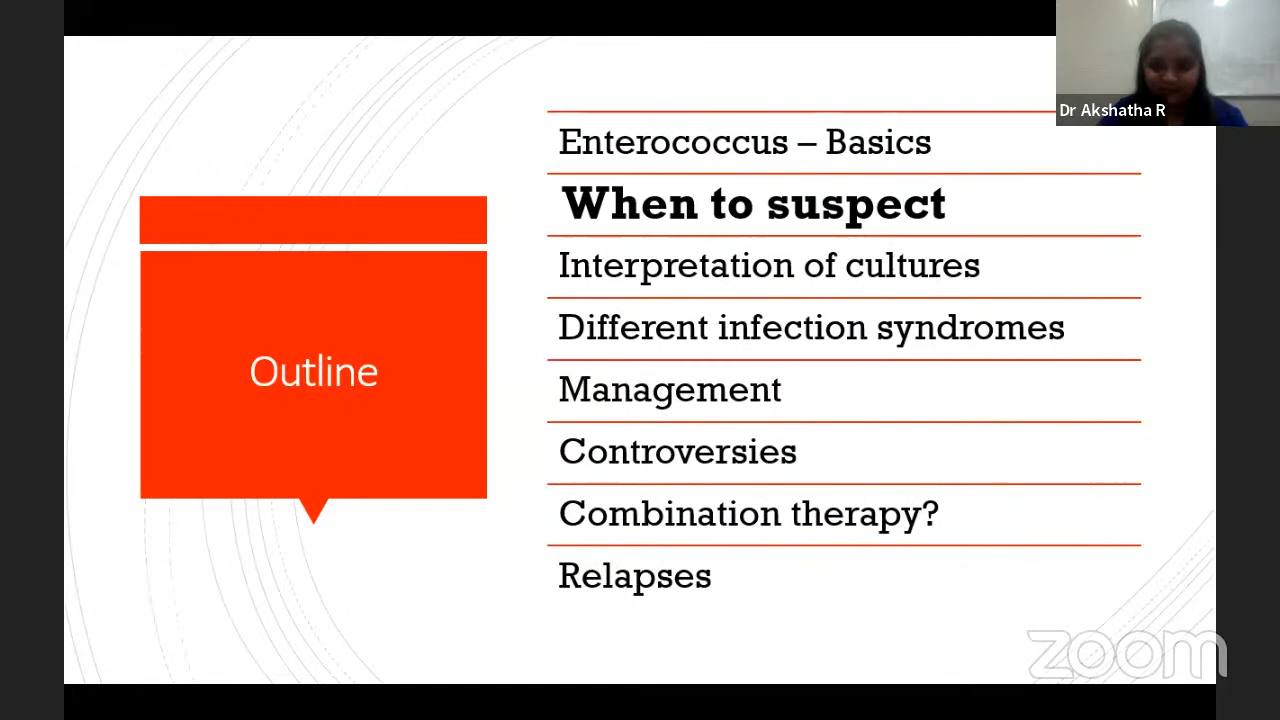 Dr Akshatha R
Outline
Enterococcus – Basics
When to suspect
Interpretation of cultures
Different infection syndromes
Management
Controversies
Combination therapy?
Relapses
zoom